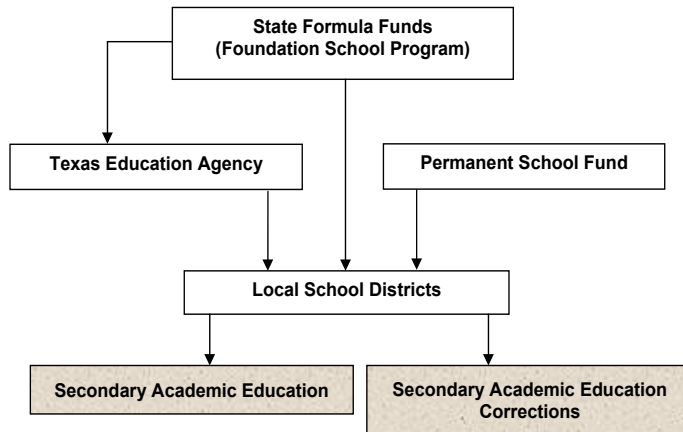 State Formula Funds
(Foundation School Program)
Texas Education Agency
Permanent School Fund
Local School Districts
Secondary Academic Education
Secondary Academic Education
Corrections